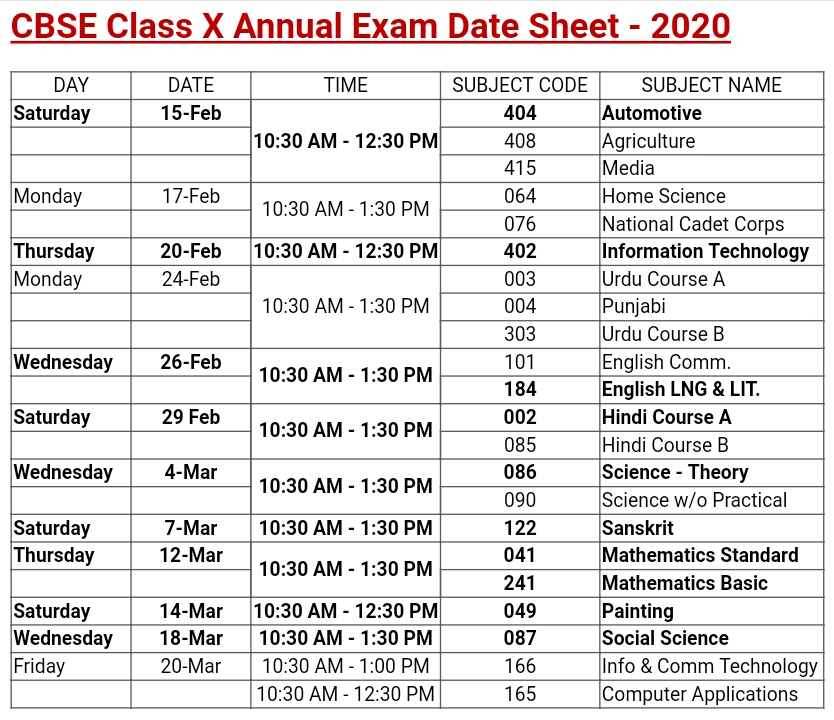 CBSE Class X Annual Exam Date Sheet - 2020
DAY DATE TIME SUBJECT CODE SUBJECT NAME
Saturday 15-Feb 10:30 AM - 12:30 PM 404 Automotive
408 Agriculture
415 Media
Monday 17-Feb 10:30 AM - 1:30 PM 064 Home Science
076 National Cadet Corps
Thursday 20-Feb 10:30 AM - 12:30 PM 402 Information Technology
Monday 24-Feb 10:30 AM - 1:30 PM 003 Urdu Course A
004 Punjabi
303 Urdu Course B
Wednesday 26-Feb 10:30 AM - 1:30 PM 101 English Comm.
184 English LNG & LIT.
Saturday 29 Feb 10:30 AM - 1:30 PM 002 Hindi Course A
085 Hindi Course B
Wednesday 4-Mar 10:30 AM - 1:30 PM 086 Science - Theory
090 Science w/o Practical
Saturday 7-Mar 10:30 AM - 1:30 PM 122 Sanskrit
Thursday 12-Mar 10:30 AM - 1:30 PM 041 Mathematics Standard
241 Mathematics Basic
Saturday 14-Mar 10:30 AM - 12:30 PM 049 Painting
Wednesday 18-Mar 10:30 AM - 1:30 PM 087 Social Science
Friday 20-Mar 10:30 AM - 1:00 PM 166 Info & Comm Technology
10:30 AM - 12:30 PM 165 Computer Applications